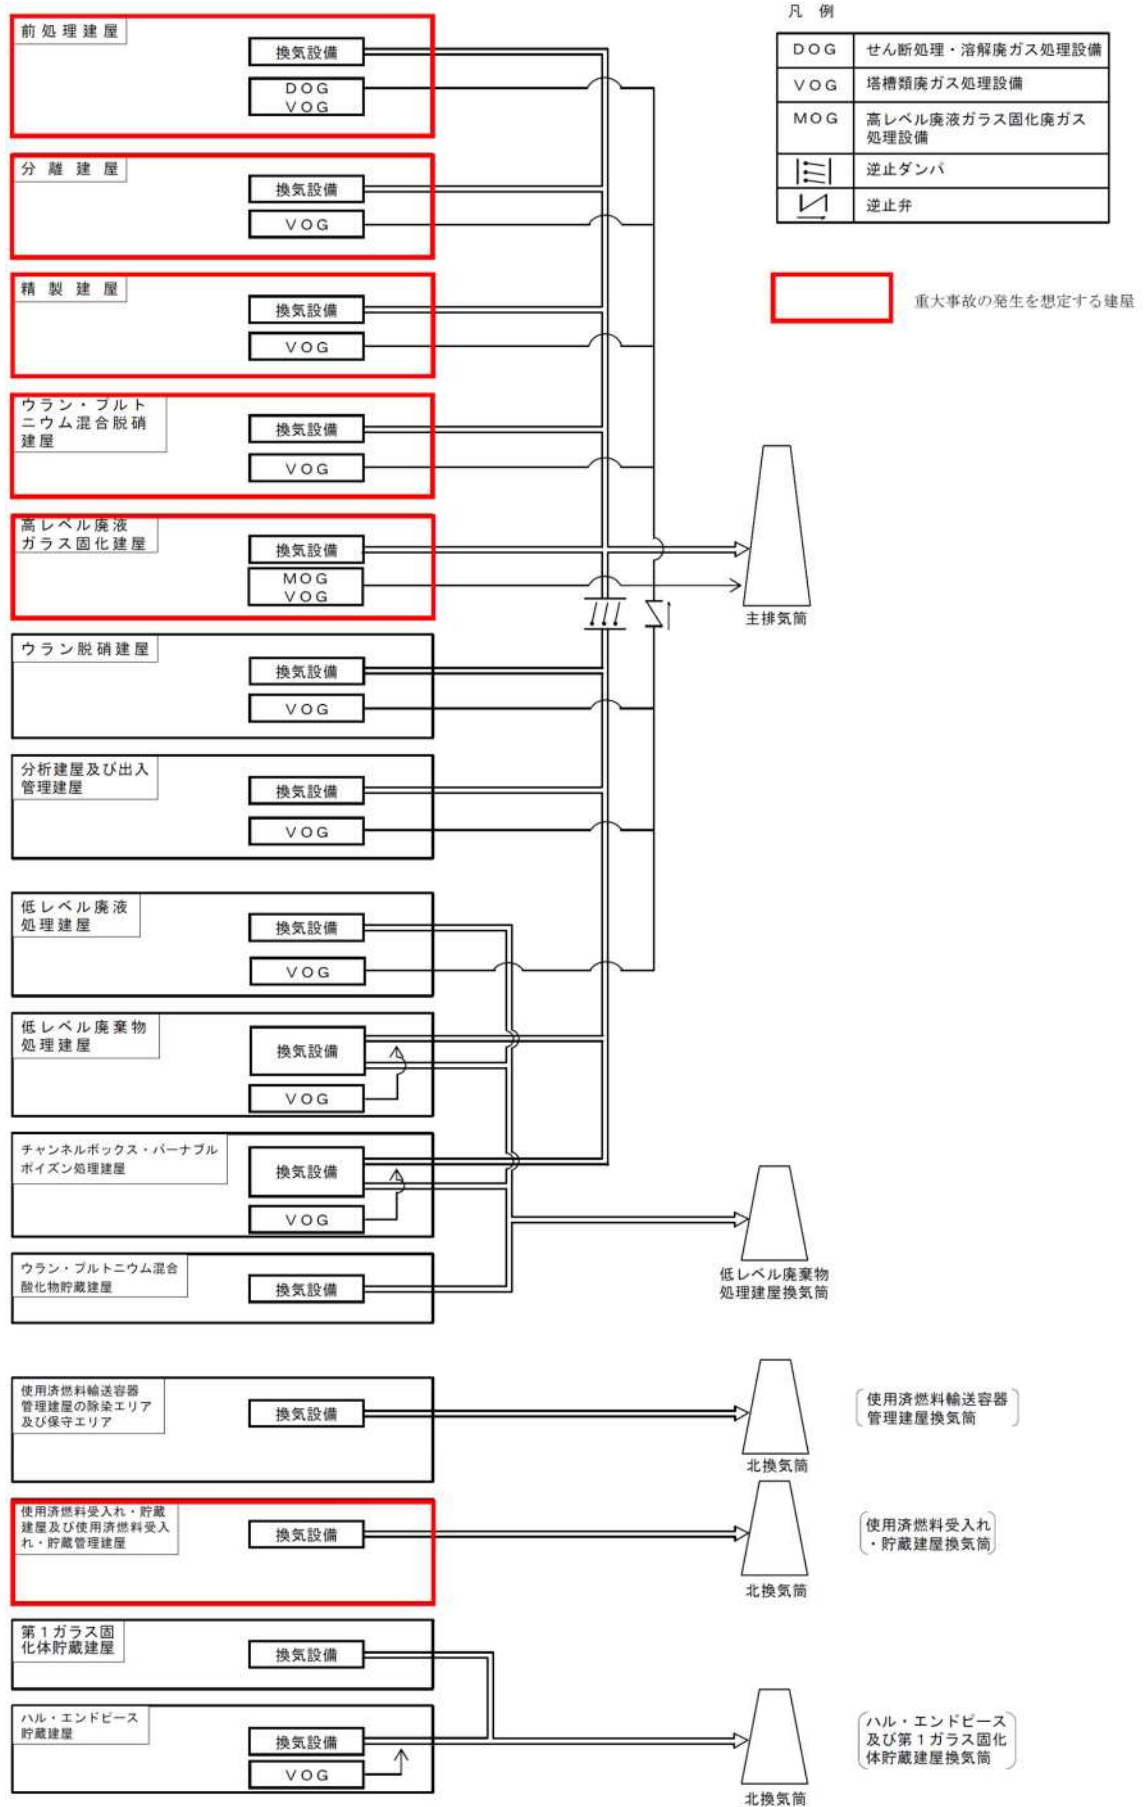 凡 例
DOG せん断処理・溶解廃ガス処理設備
VOG 塔槽類廃ガス処理設備
MOG 高レベル廃液ガラス固化廃ガス
処理設備
逆止ダンパ
逆止弁
重大事故の発生を想定する建屋
前処理建屋
換気設備
DOG
VOG
分離建屋
換気設備
VOG
精製建屋
換気設備
VOG
ウラン・プルト
ニウム混合脱硝
建屋
換気設備
VOG
高レベル廃液
ガラス固化建屋
換気設備
MOG
VOG
主排気筒
ウラン脱硝建屋
換気設備
VOG
分析建屋及び出入
管理建屋
換気設備
VOG
低レベル廃液
処理建屋
換気設備
VOG
低レベル廃棄物
処理建屋
換気設備
VOG
チャンネルボックス・バーナブル
ポイズン処理建屋
換気設備
VOG
低レベル廃棄物
処理建屋換気筒
ウラン・プルトニウム混合
酸化物貯蔵建屋
換気設備
使用済燃料輸送容器
管理建屋の除染エリア
及び保守エリア
換気設備
北換気筒
使用済燃料輸送容器
管理建屋換気筒
使用済燃料受入れ・貯蔵
建屋及び使用済燃料受入
れ・貯蔵管理建屋
換気設備
北換気筒
使用済燃料受入れ
・貯蔵建屋換気筒
第1ガラス固
化体貯蔵建屋
換気設備
ハル・エンドピース
貯蔵建屋
換気設備
VOG
北換気筒
ハル・エンドピース
及び第1ガラス固化
体貯蔵建屋換気筒